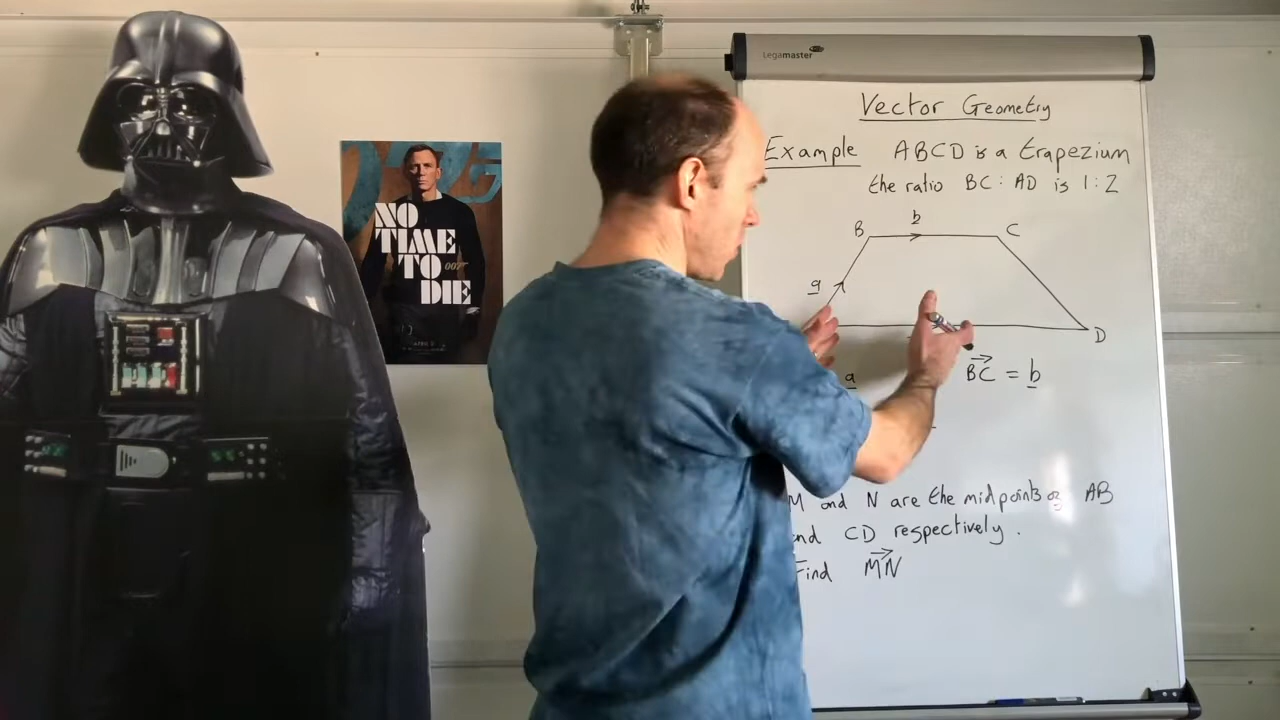 Legamaster
Vector Geometry
Example ABCD is a trapezium
the ratio BC : AD is 1 : 2
b
B
C
a
D
a
BC = b
M and N are the midpoints of AB
and CD respectively.
Find MN
NO
TIME
TO
007
DIE